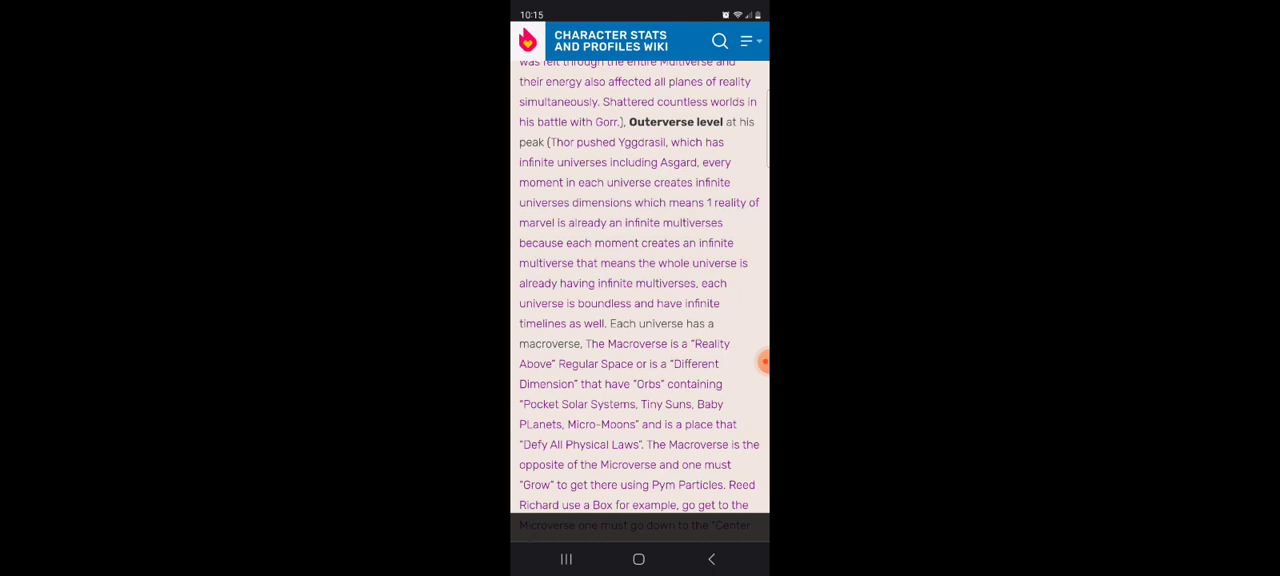 10:15
CHARACTER STATS
AND PROFILES WIKI
was felt through the entire Multiverse and
their energy also affected all planes of reality
simultaneously. Shattered countless worlds in
his battle with Gorr.), Outerverse level at his
peak (Thor pushed Yggdrasil, which has
infinite universes including Asgard, every
moment in each universe creates infinite
universes dimensions which means 1 reality of
marvel is already an infinite multiverses
because each moment creates an infinite
multiverse that means the whole universe is
already having infinite multiverses, each
universe is boundless and have infinite
timelines as well. Each universe has a
macroverse, The Macroverse is a "Reality
Above" Regular Space or is a "Different
Dimension" that have "Orbs" containing
"Pocket Solar Systems, Tiny Suns, Baby
PLanets, Micro-Moons" and is a place that
"Defy All Physical Laws". The Macroverse is the
opposite of the Microverse and one must
"Grow" to get there using Pym Particles. Reed
Richard use a Box for example, go get to the
Microverse one must go down to the "Center